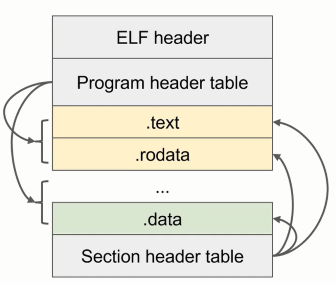 ELF header
Program header table
.text
.rodata
...
.data
Section header table